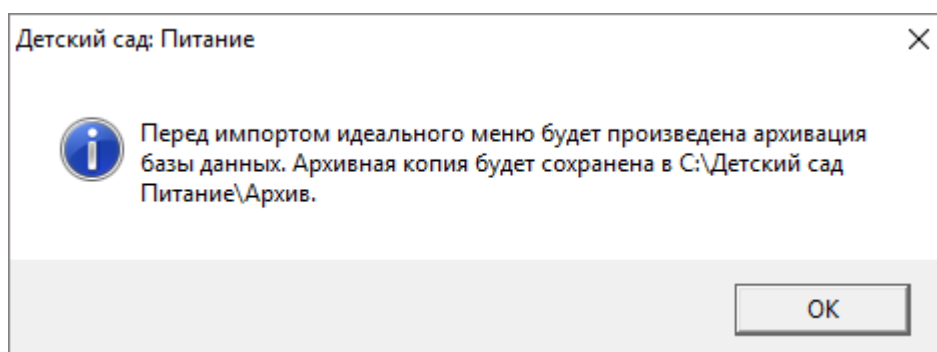 Детский сад: Питание
Перед импортом идеального меню будет произведена архивация
базы данных. Архивная копия будет сохранена в C:\Детский сад
Питание\Архив.
OK